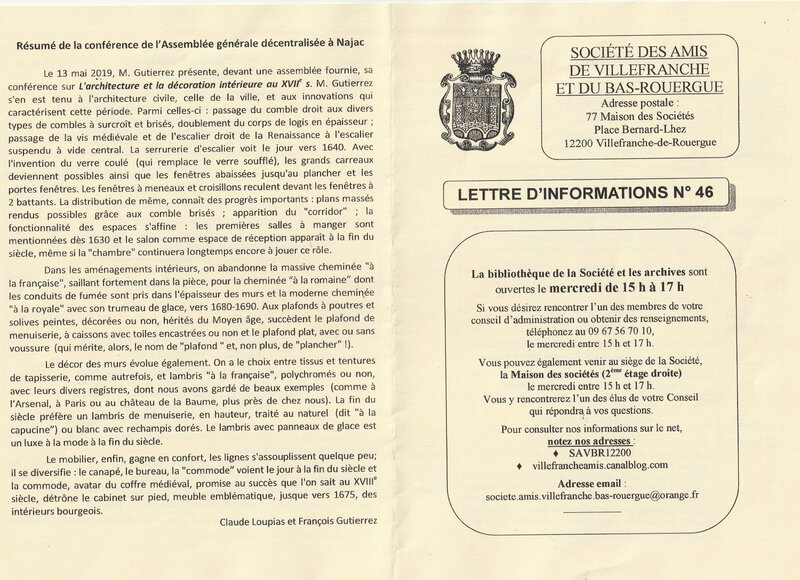 Résumé de la conférence de l'Assemblée générale décentralisée à Najac
Le 13 mai 2019, M. Gutierrez présente, devant une assemblée fournie, sa
conférence sur L'architecture et la décoration intérieure au XVIIe s. M. Gutierrez
s'en est tenu à l'architecture civile, celle de la ville, et aux innovations qui
caractérisent cette période. Parmi celles-ci : passage du comble droit aux divers
types de combles à surcroît et brisés, doublement du corps de logis en épaisseur ;
passage de la vis médiévale et de l'escalier droit de la Renaissance à l'escalier
suspendu à vide central. La serrurerie d'escalier voit le jour vers 1640. Avec
l'invention du verre coulé (qui remplace le verre soufflé), les grands carreaux
deviennent possibles ainsi que les fenêtres abaissées jusqu'au plancher et les
portes fenêtres. Les fenêtres à meneaux et croisillons reculent devant les fenêtres à
2 battants. La distribution de même, connaît des progrès importants : plans massés
rendus possibles grâce aux comble brisés ; apparition du "corridor" ; la
fonctionnalité des espaces s'affine : les premières salles à manger sont
mentionnées dès 1630 et le salon comme espace de réception apparaît à la fin du
siècle, même si la "chambre" continuera longtemps encore à jouer ce rôle.
Dans les aménagements intérieurs, on abandonne la massive cheminée "à
la française", saillant fortement dans la pièce, pour la cheminée "à la romaine" dont
les conduits de fumée sont pris dans l'épaisseur des murs et la moderne cheminée
"à la royale" avec son trumeau de glace, vers 1680-1690. Aux plafonds à poutres et
solives peintes, décorées ou non, hérités du Moyen âge, succèdent le plafond de
menuiserie, à caissons avec toiles encastrées ou non et le plafond plat, avec ou sans
voussure (qui mérite, alors, le nom de "plafond " et, non plus, de "plancher" !).
Le décor des murs évolue également. On a le choix entre tissus et tentures
de tapisserie, comme autrefois, et lambris "à la française", polychromés ou non,
avec leurs divers registres, dont nous avons gardé de beaux exemples (comme à
l'Arsenal, à Paris ou au château de la Baume, plus près de chez nous). La fin du
siècle préfère un lambris de menuiserie, en hauteur, traité au naturel (dit "à la
capucine") ou blanc avec rechampis dorés. Le lambris avec panneaux de glace est
un luxe à la mode à la fin du siècle.
Le mobilier, enfin, gagne en confort, les lignes s'assouplissent quelque peu;
il se diversifie : le canapé, le bureau, la "commode" voient le jour à la fin du siècle et
la commode, avatar du coffre médiéval, promise au succès que l'on sait au XVIIIe
siècle, détrône le cabinet sur pied, meuble emblématique, jusque vers 1675, des
intérieurs bourgeois.
Claude Loupias et François Gutierrez
SOCIÉTÉ DES AMIS
DE VILLEFRANCHE
ET DU BAS-ROUERGUE
Adresse postale :
77 Maison des Sociétés
Place Bernard-Lhez
12200 Villefranche-de-Rouergue
LETTRE D'INFORMATIONS N° 46
La bibliothèque de la Société et les archives sont
ouvertes le mercredi de 15 h à 17 h
Si vous désirez rencontrer l'un des membres de votre
conseil d'administration ou obtenir des renseignements,
téléphonez au 09 67 56 70 10,
le mercredi entre 15 h et 17 h.
Vous pouvez également venir au siège de la Société,
la Maison des sociétés (2ème étage droite)
le mercredi entre 15 h et 17 h.
Vous y rencontrerez l'un des élus de votre Conseil
qui répondra à vos questions.
Pour consulter nos informations sur le net,
notez nos adresses :
♦ SAVBR12200
♦ villefrancheamis.canalblog.com
Adresse email :
societe.amis.villefranche.bas-rouergue@orange.fr